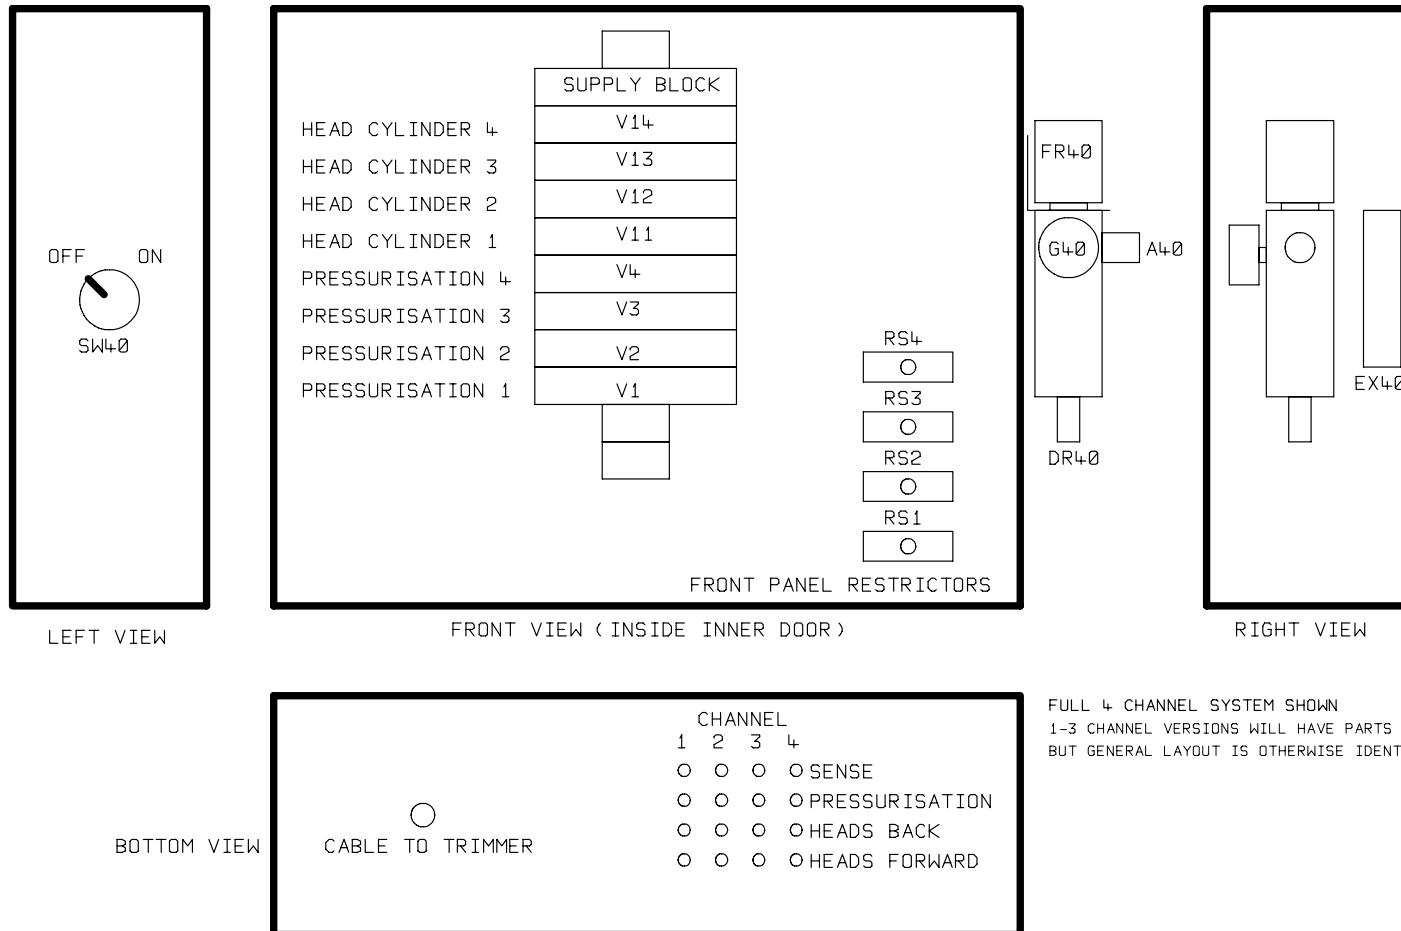 OFF ON
SW40
LEFT VIEW
SUPPLY BLOCK
HEAD CYLINDER 4 V14
HEAD CYLINDER 3 V13
HEAD CYLINDER 2 V12
HEAD CYLINDER 1 V11
PRESSURISATION 4 V4
PRESSURISATION 3 V3
PRESSURISATION 2 V2
PRESSURISATION 1 V1
RS4
RS3
RS2
RS1
FRONT PANEL RESTRICTORS
FRONT VIEW (INSIDE INNER DOOR)
FR40
G40 A40
DR40
EX40
RIGHT VIEW
CHANNEL
1 2 3 4
SENSE
PRESSURISATION
HEADS BACK
HEADS FORWARD
CABLE TO TRIMMER
BOTTOM VIEW
FULL 4 CHANNEL SYSTEM SHOWN
1-3 CHANNEL VERSIONS WILL HAVE PARTS
BUT GENERAL LAYOUT IS OTHERWISE IDENT